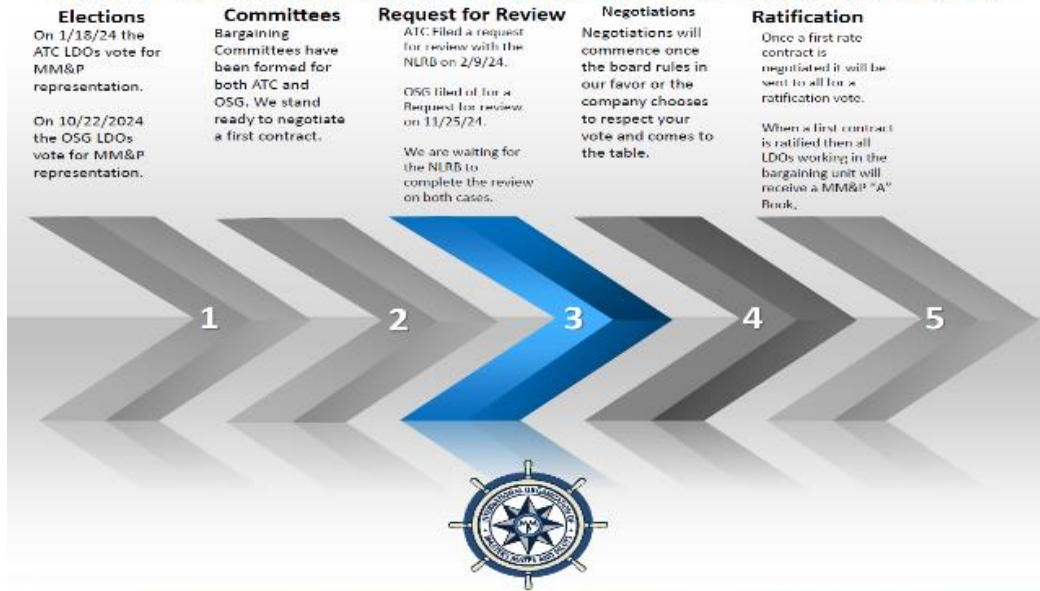 Elections
On 1/18/24 the
ATC LDOs vote for
MM&P
representation.
On 10/22/2024
the OSG LDOs
vote for MM&P
representation.
Committees
Bargaining
Committees have
been formed for
both ATC and
OSG. We stand
ready to negotiate
a first contract.
Request for Review
ATC Filed a request
for review with the
NLRB on 2/9/24.
OSG filed of for a
Request for review
on 11/25/24.
We are waiting for
the NLRB to
complete the review
on both cases.
Negotiations
Negotiations will
commence once
the board rules in
our favor or the
company chooses
to respect your
vote and comes to
the table.
Ratification
Once a first rate
contract is
negotiated it will be
sent to all for a
ratification vote.
When a first contract
is ratified then all
LDOs working in the
bargaining unit will
receive a MM&P "A"
Book.
1
2
3
4
5
INTERNATIONAL ORGANIZATION OF
MASTERS MATES AND PILOTS